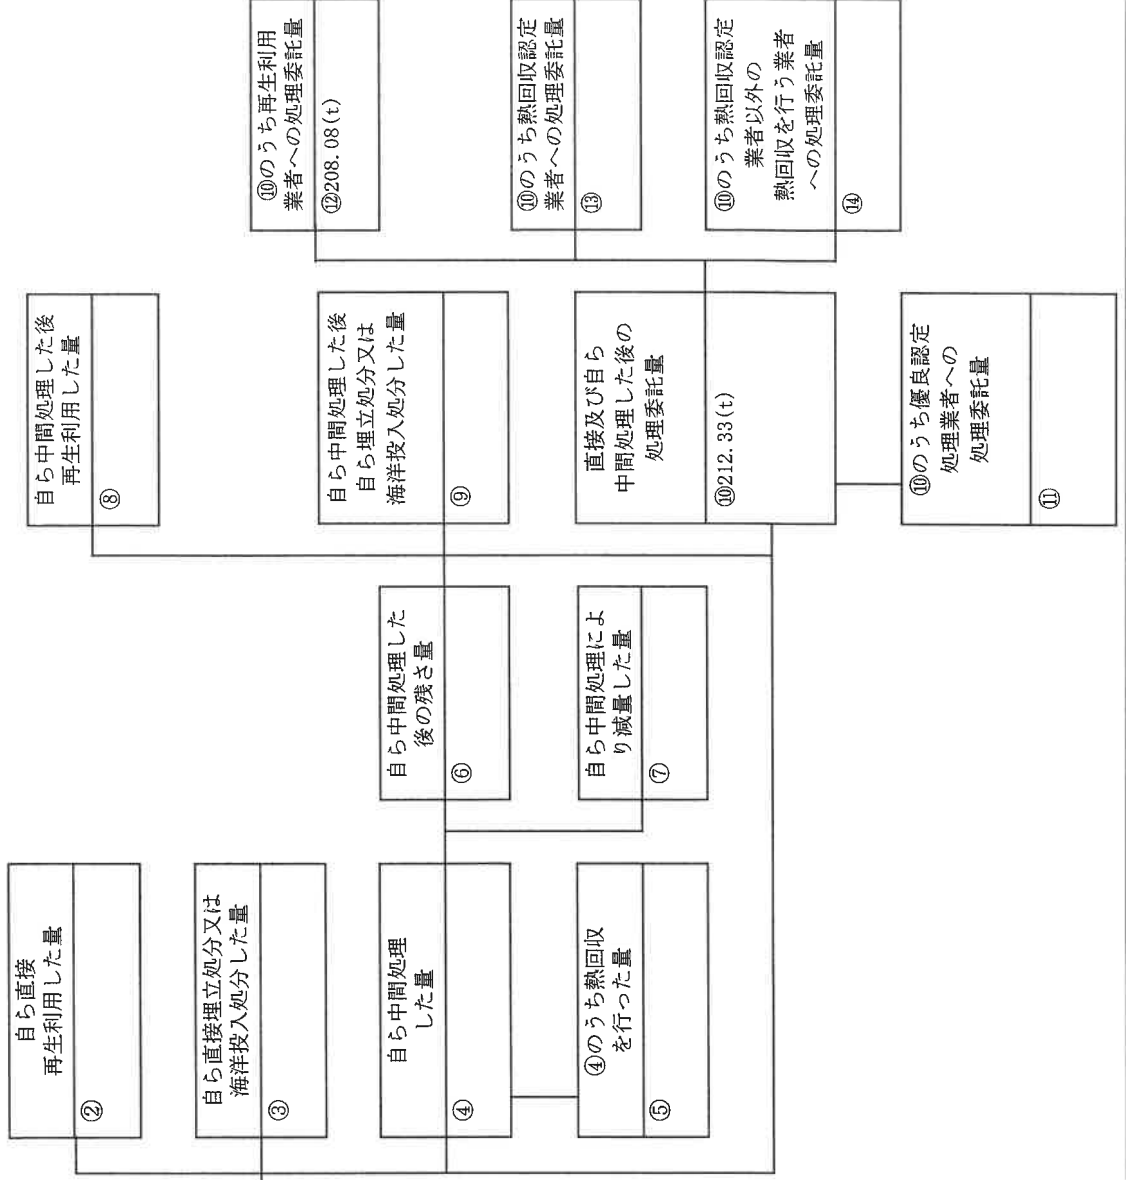 自ら直接
再生利用した量
②
自ら直接埋立処分又は
海洋投入処分した量
③
自ら中間処理
した量
④
④のうち熱回収
を行った量
⑤
自ら中間処理した
後の残さ量
⑥
自ら中間処理によ
り減量した量
⑦
自ら中間処理した後
再生利用した量
⑧
自ら中間処理した後
自ら埋立処分又は
海洋投入処分した量
⑨
直接及び自ら
中間処理した後の
処理委託量
⑩212.33(t)
⑩のうち優良認定
処理業者への
処理委託量
⑪
⑩のうち再生利用
業者への処理委託量
⑫208.08(t)
⑩のうち熱回収認定
業者への処理委託量
⑬
⑩のうち熱回収認定
業者以外の
熱回収を行う業者
への処理委託量
⑭